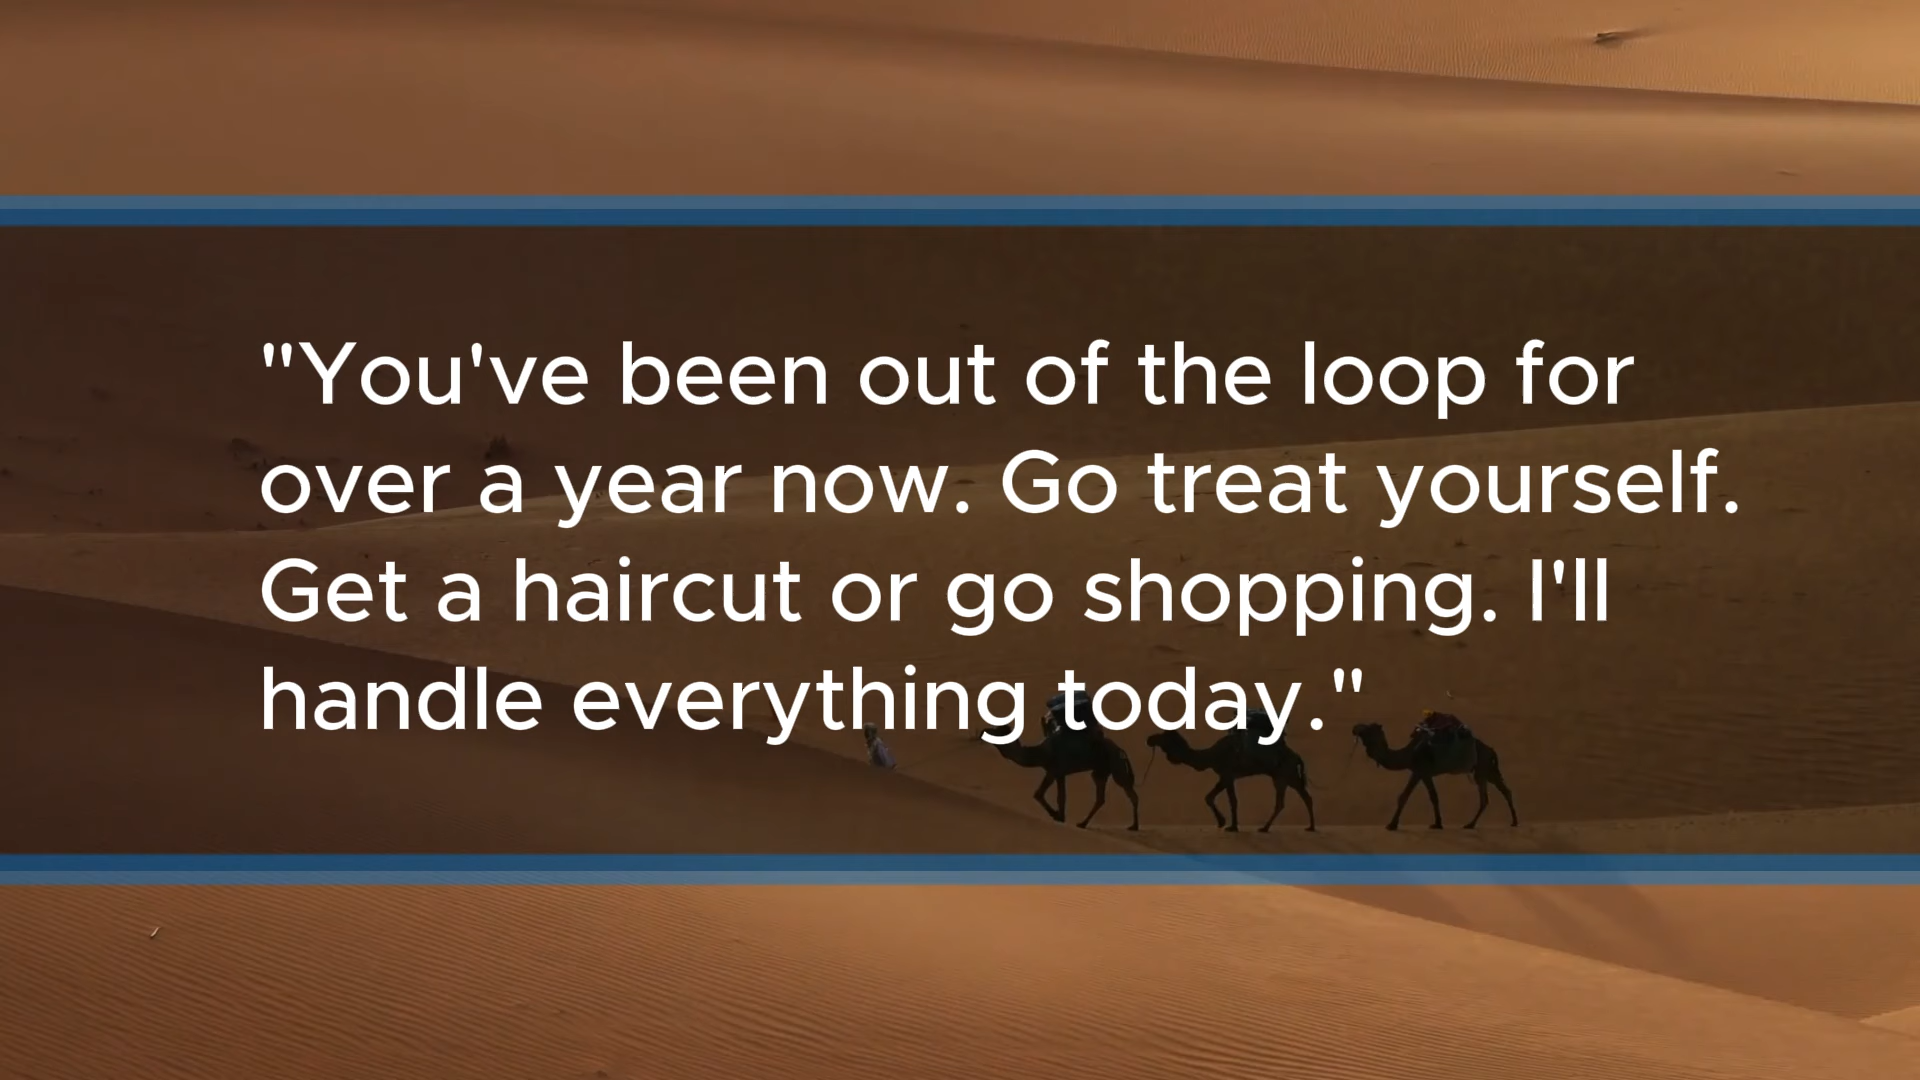 "You've been out of the loop for
over a year now. Go treat yourself.
Get a haircut or go shopping. I'll
handle everything today."